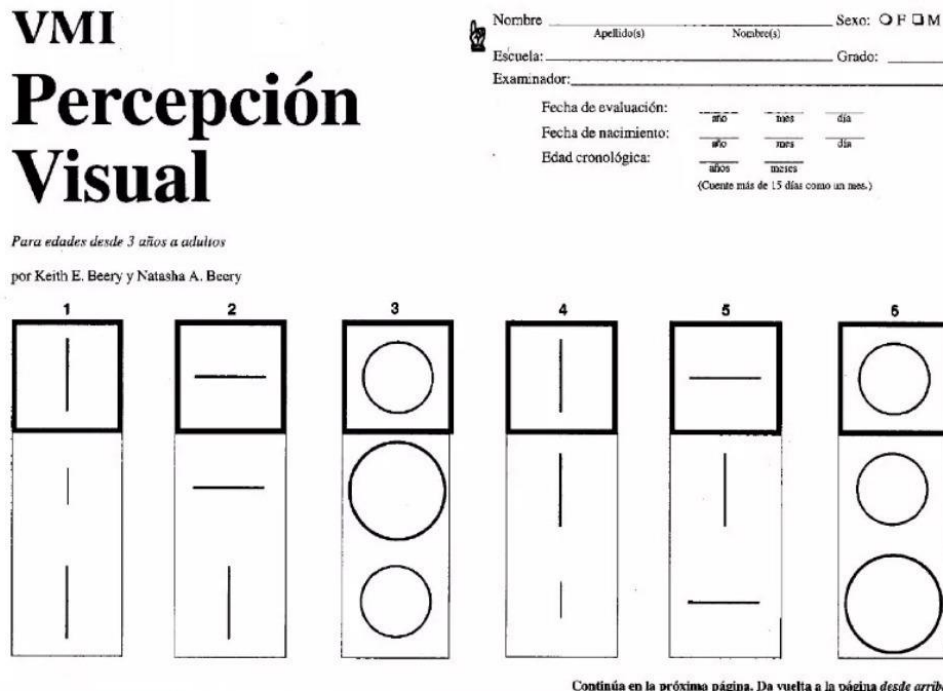 VMI
Percepción
Visual
Para edades desde 3 años a adultos
por Keith E. Beery y Natasha A. Beery
Nombre Sexo: F M
Apellido(s) Nombre(s)
Escuela: Grado:
Examinador:
Fecha de evaluación:
año mes día
Fecha de nacimiento:
año mes día
Edad cronológica:
años meses
(Cuente más de 15 días como un mes.)
1 2 3 4 5 6
Continúa en la próxima página. Da vuelta a la página desde arriba